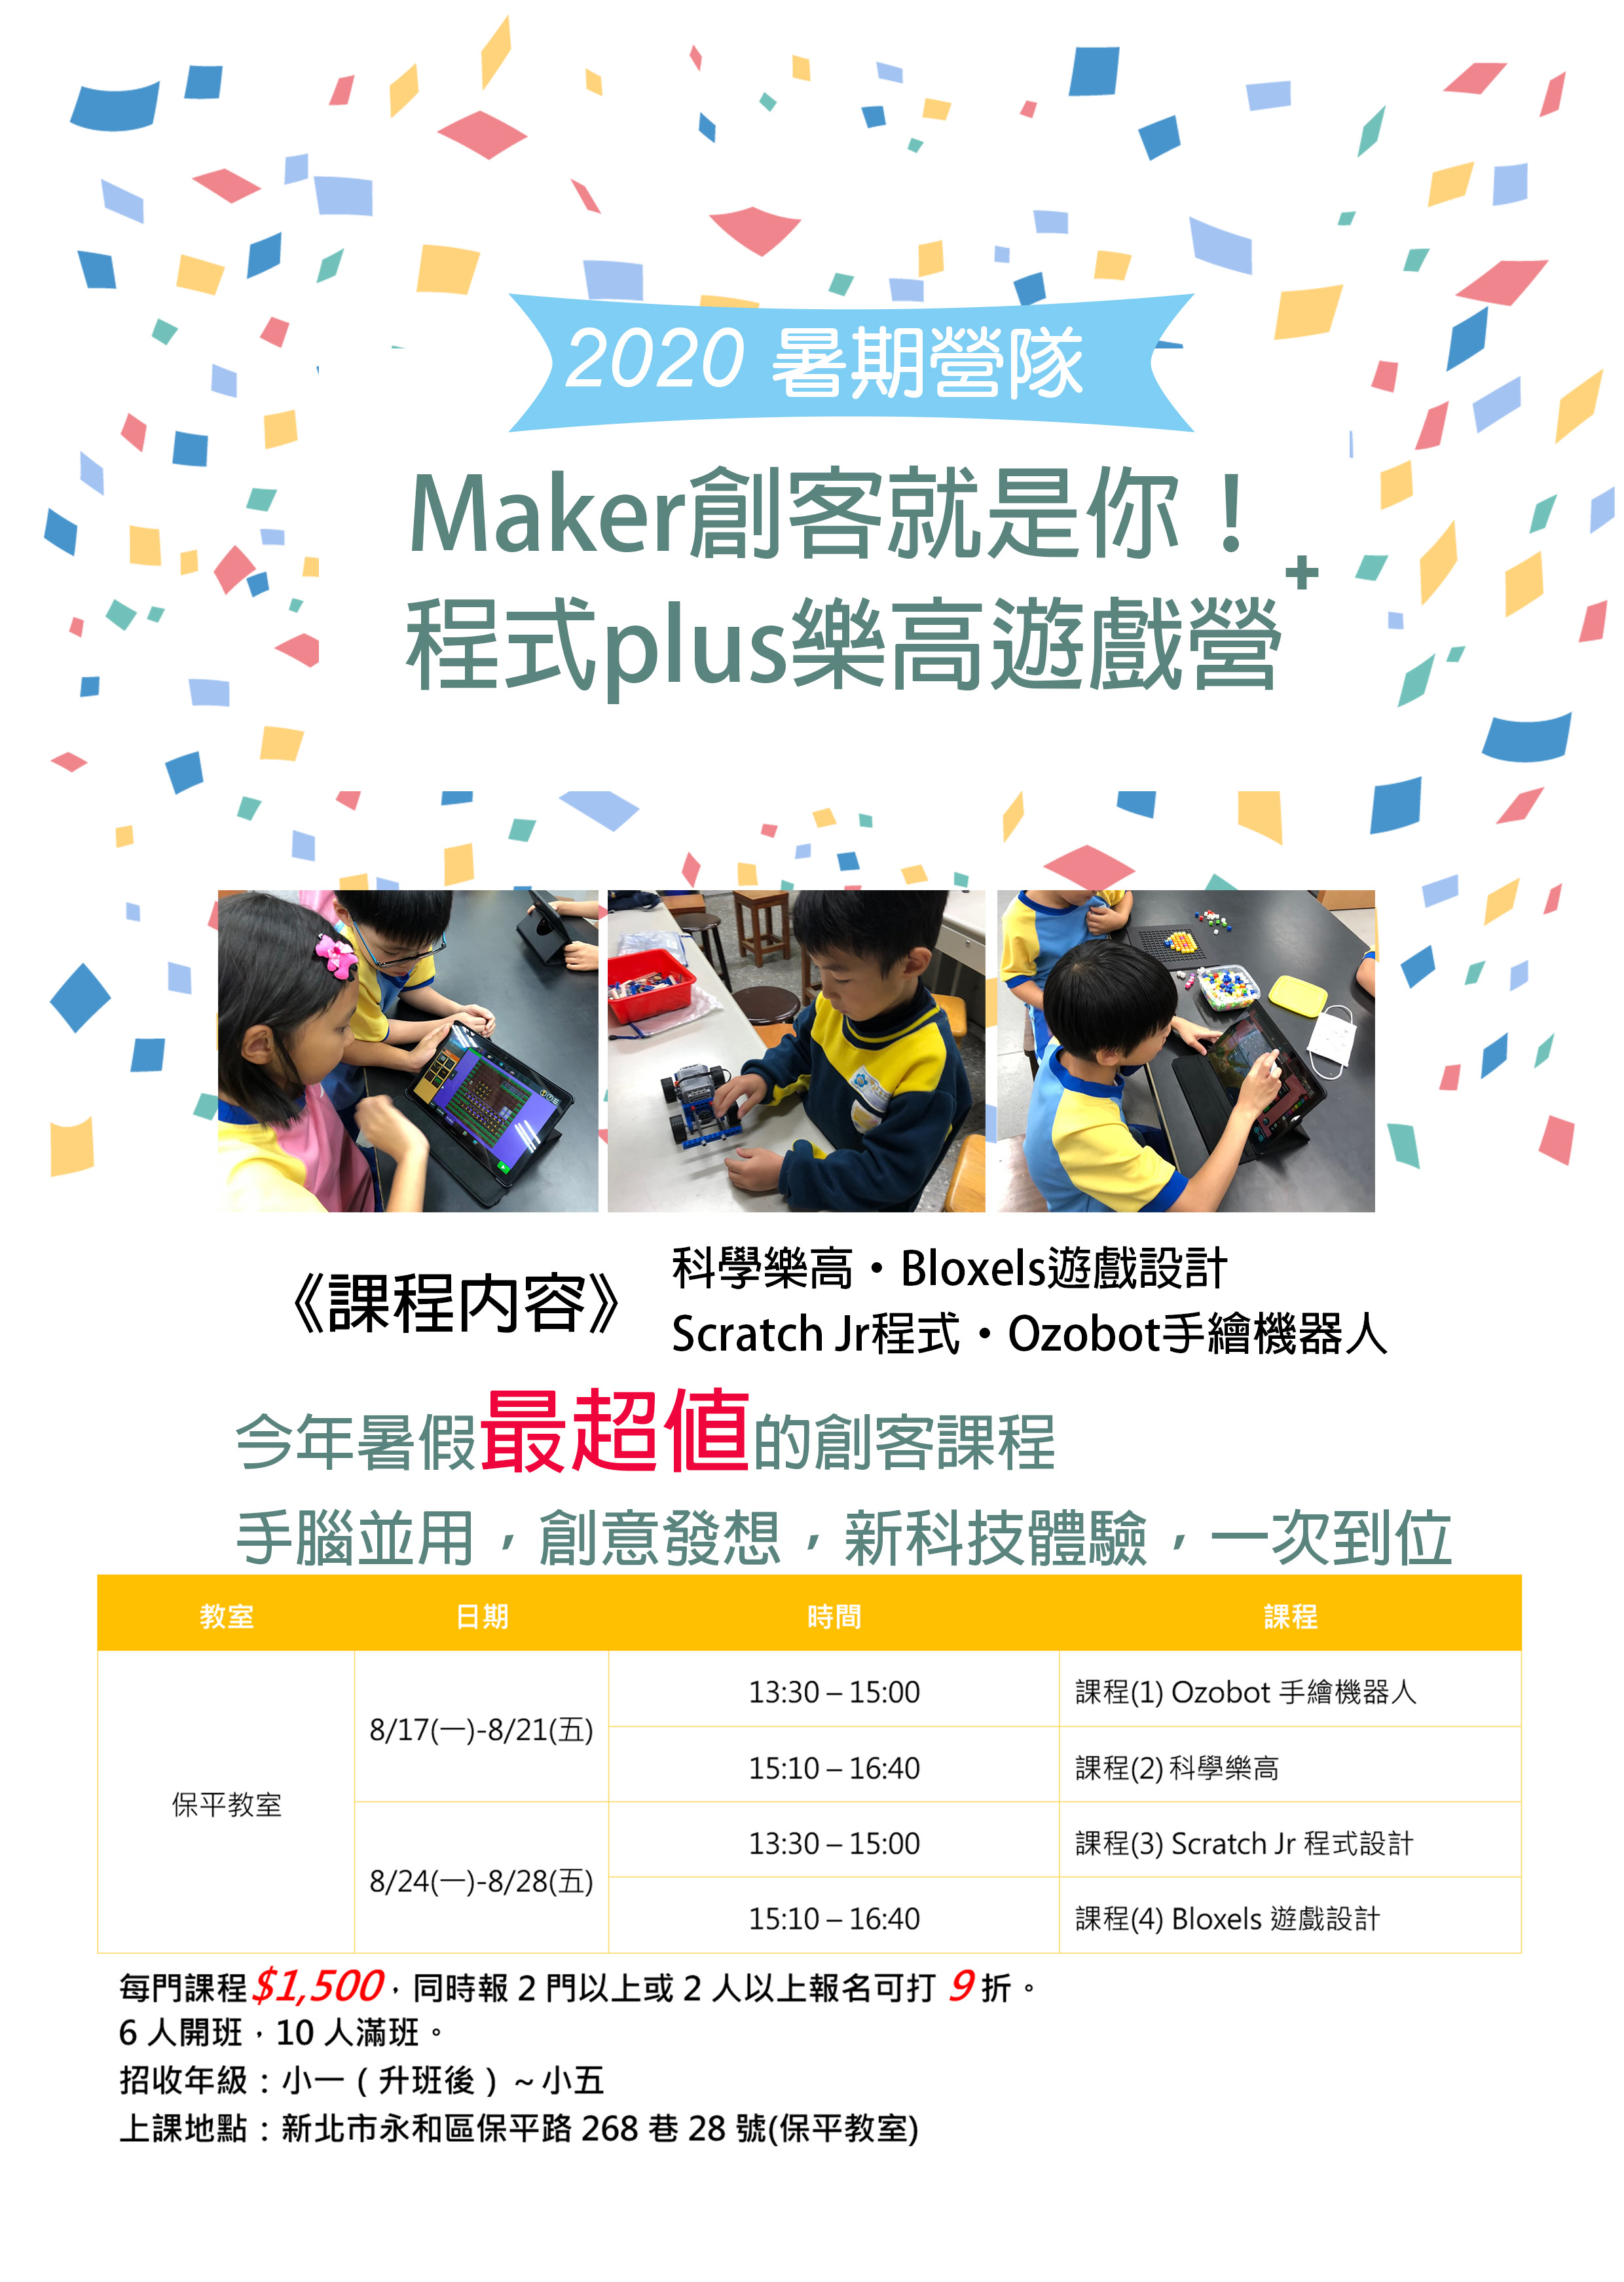 2020 暑期營隊
Maker創客就是你！
程式plus樂高遊戲營+
《課程內容》
科學樂高・Bloxels遊戲設計
Scratch Jr程式・Ozobot手繪機器人
今年暑假最超值的創客課程
手腦並用，創意發想，新科技體驗，一次到位
教室 日期 時間 課程
保平教室
8/17(一)-8/21(五)
13:30 – 15:00 課程(1) Ozobot 手繪機器人
15:10 – 16:40 課程(2) 科學樂高
8/24(一)-8/28(五)
13:30 – 15:00 課程(3) Scratch Jr 程式設計
15:10 – 16:40 課程(4) Bloxels 遊戲設計
每門課程$1,500，同時報 2 門以上或 2 人以上報名可打 9 折。
6 人開班，10 人滿班。
招收年級：小一（升班後）~小五
上課地點：新北市永和區保平路 268 巷 28 號(保平教室)